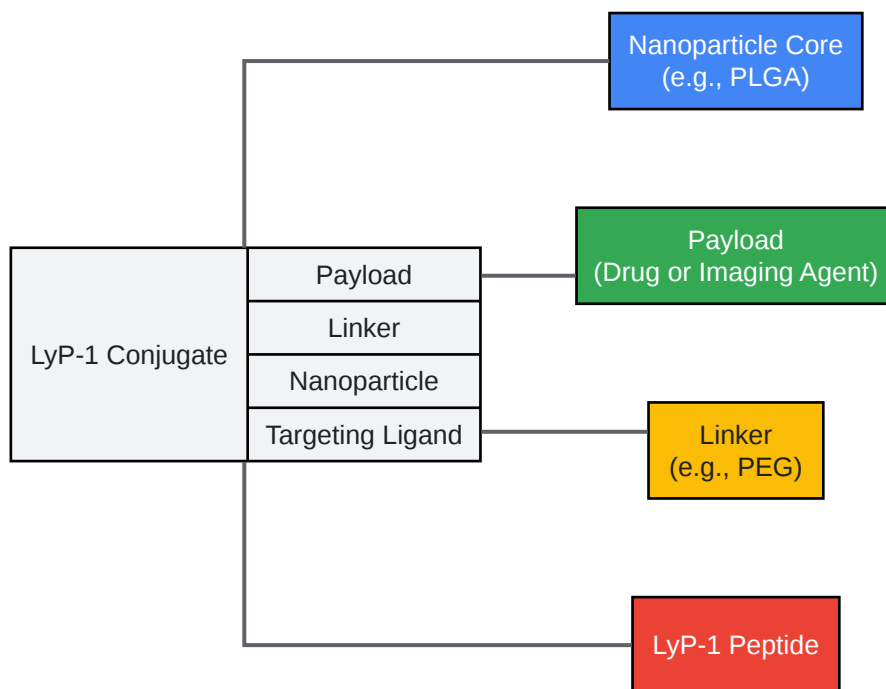 Nanoparticle Core
(e.g., PLGA)
Payload
(Drug or Imaging Agent)
LyP-1 Conjugate
Payload
Linker
Nanoparticle
Targeting Ligand
Linker
(e.g., PEG)
LyP-1 Peptide